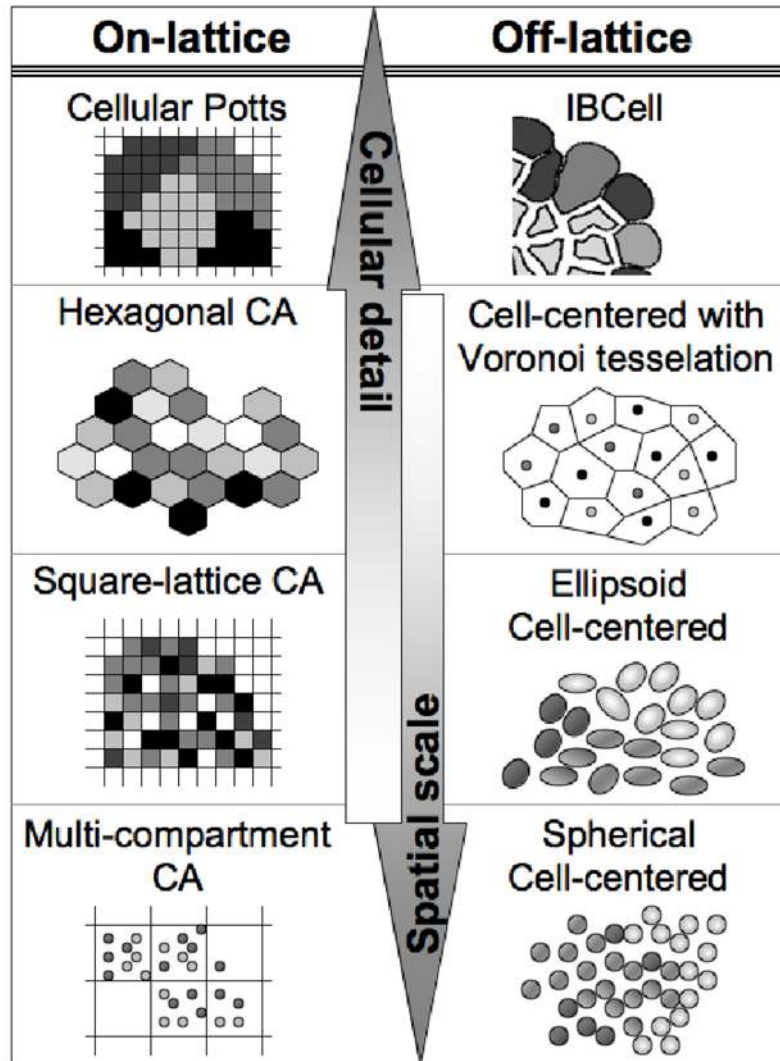 On-lattice
Off-lattice
Cellular Potts
IBCell
Cellular detail
Hexagonal CA
Cell-centered with
Voronoi tesselation
Square-lattice CA
Ellipsoid
Cell-centered
Spatial scale
Multi-compartment
CA
Spherical
Cell-centered